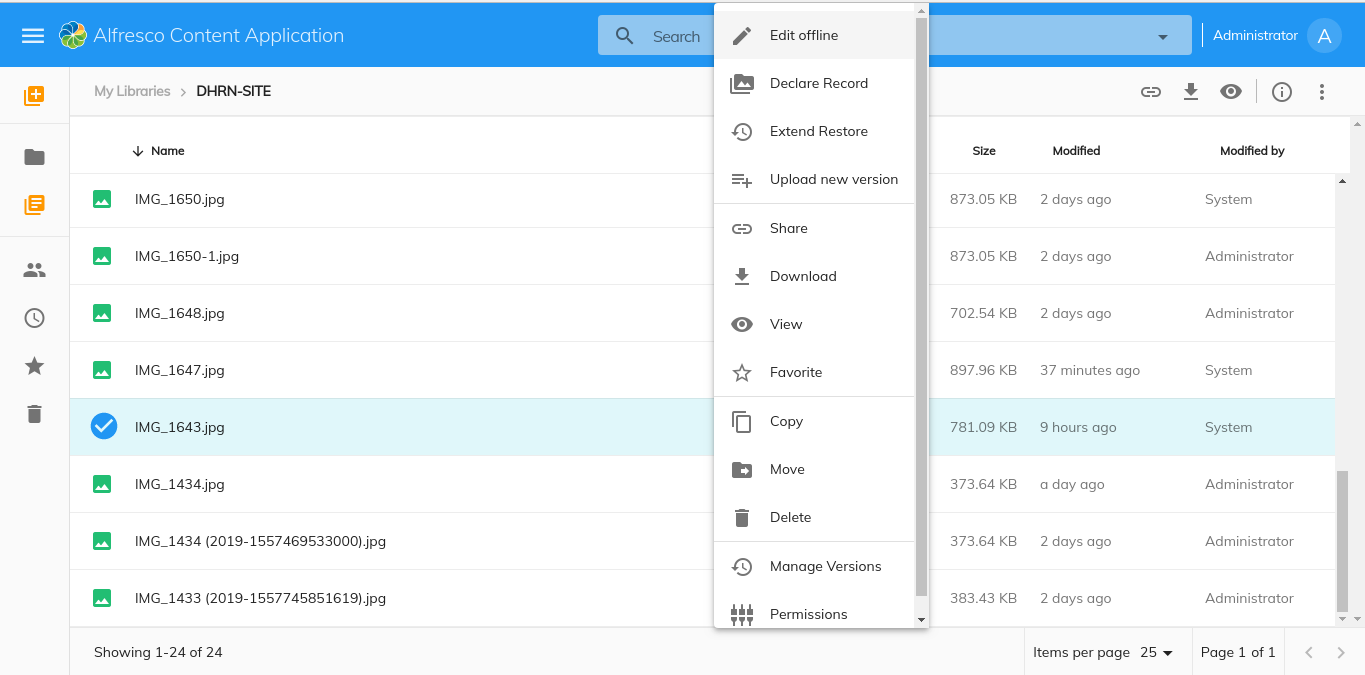 Alfresco Content Application
Search
Administrator
A
My Libraries > DHRN-SITE
Name
Size
Modified
Modified by
IMG_1650.jpg
873.05 KB
2 days ago
System
IMG_1650-1.jpg
873.05 KB
2 days ago
Administrator
IMG_1648.jpg
702.54 KB
2 days ago
Administrator
IMG_1647.jpg
897.96 KB
37 minutes ago
System
IMG_1643.jpg
781.09 KB
9 hours ago
System
IMG_1434.jpg
373.64 KB
a day ago
Administrator
IMG_1434 (2019-1557469533000).jpg
373.64 KB
2 days ago
Administrator
IMG_1433 (2019-1557745851619).jpg
383.43 KB
2 days ago
Administrator
Edit offline
Declare Record
Extend Restore
Upload new version
Share
Download
View
Favorite
Copy
Move
Delete
Manage Versions
Permissions
Showing 1-24 of 24
Items per page 25
Page 1 of 1